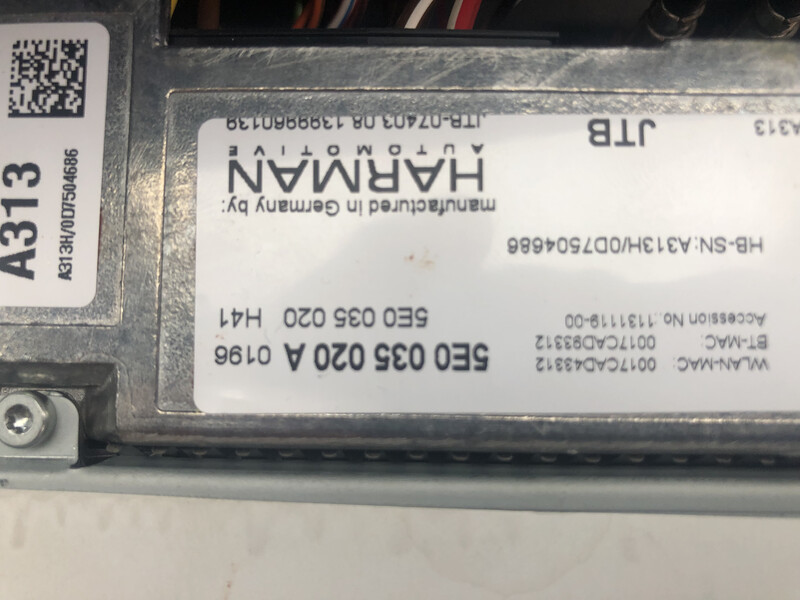 A313
A313H/0D7504686
WLAN-MAC: 0017CAD43312
BT-MAC: 0017CAD93312
Accession No.:1131119-00
5E0 035 020 A 0196
5E0 035 020 H41
HB-SN:A313H/0D7504686
manufactured in Germany by:
HARMAN
AUTOMOTIVE
A313
JTB
JTB-07403.08.1399960139